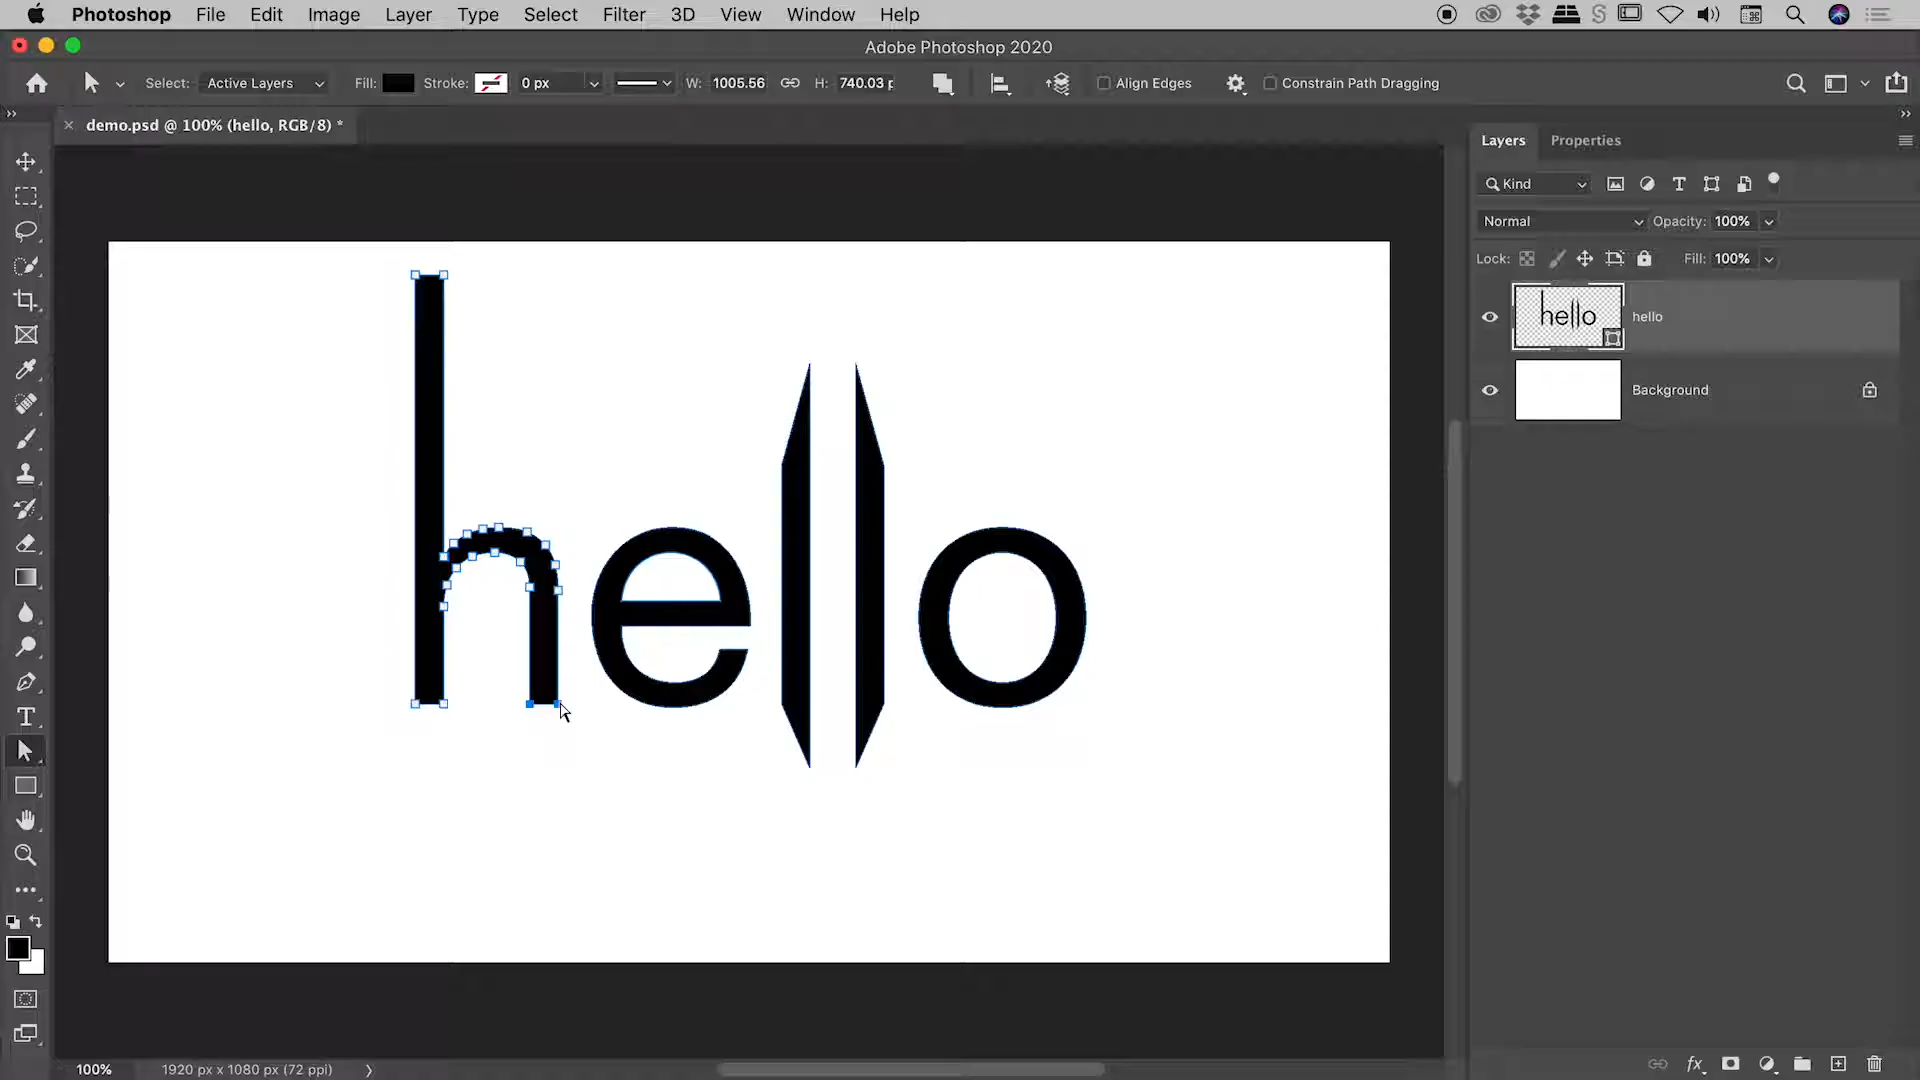 Photoshop File Edit Image Layer Type Select Filter 3D View Window Help
Adobe Photoshop 2020
Select: Active Layers Fill: Stroke: 0 px W: 1005.56 H: 740.03 p Align Edges Constrain Path Dragging
demo.psd @ 100% (hello, RGB/8) *
Layers Properties
Kind
Normal Opacity: 100%
Lock: Fill: 100%
hello
hello
hello
Background
fx
100% 1920 px x 1080 px (72 ppi)